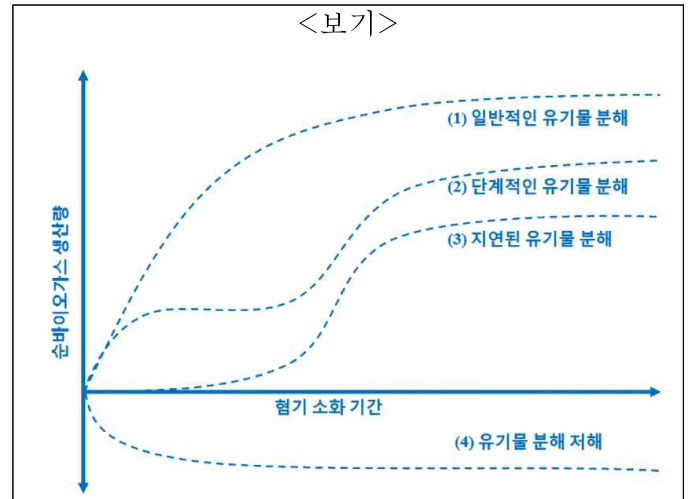 <보기>
(1) 일반적인 유기물 분해
(2) 단계적인 유기물 분해
(3) 지연된 유기물 분해
순바이오가스 생산량
혐기 소화 기간
(4) 유기물 분해 저해